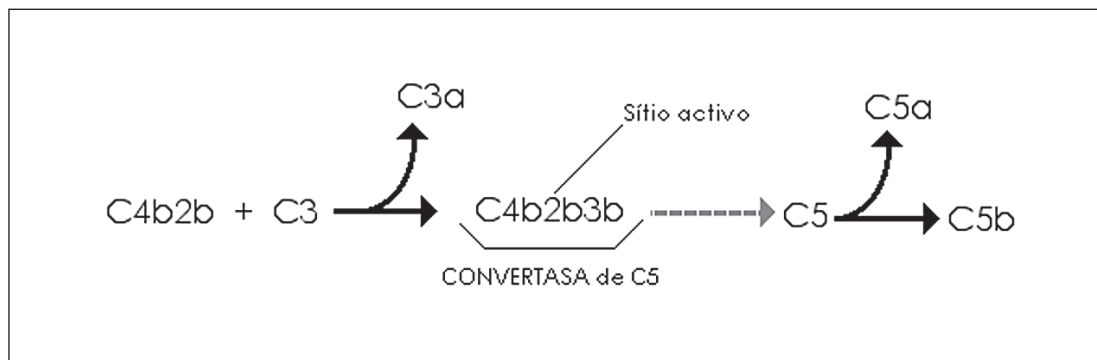 C3a
Sítio activo
C5a
C4b2b + C3
C4b2b3b
C5
C5b
CONVERTASA de C5